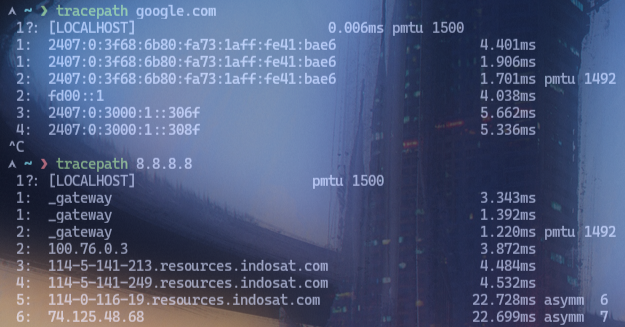 ⋏ ~ ❯ tracepath google.com
1?: [LOCALHOST] 0.006ms pmtu 1500
1: 2407:0:3f68:6b80:fa73:1aff:fe41:bae6 4.401ms
1: 2407:0:3f68:6b80:fa73:1aff:fe41:bae6 1.906ms
2: 2407:0:3f68:6b80:fa73:1aff:fe41:bae6 1.701ms pmtu 1492
2: fd00::1 4.038ms
3: 2407:0:3000:1::306f 5.662ms
4: 2407:0:3000:1::308f 5.336ms
^C
⋏ ~ ❯ tracepath 8.8.8.8
1?: [LOCALHOST] pmtu 1500
1: _gateway 3.343ms
1: _gateway 1.392ms
2: _gateway 1.220ms pmtu 1492
2: 100.76.0.3 3.872ms
3: 114-5-141-213.resources.indosat.com 4.484ms
4: 114-5-141-249.resources.indosat.com 4.532ms
5: 114-0-116-19.resources.indosat.com 22.728ms asymm 6
6: 74.125.48.68 22.699ms asymm 7